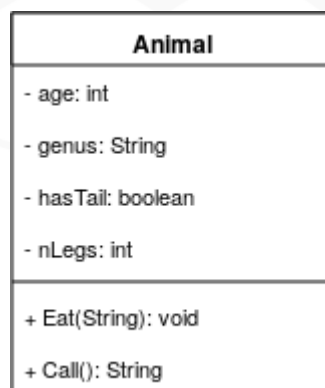 Animal
- age: int
- genus: String
- hasTail: boolean
- nLegs: int
+ Eat(String): void
+ Call(): String